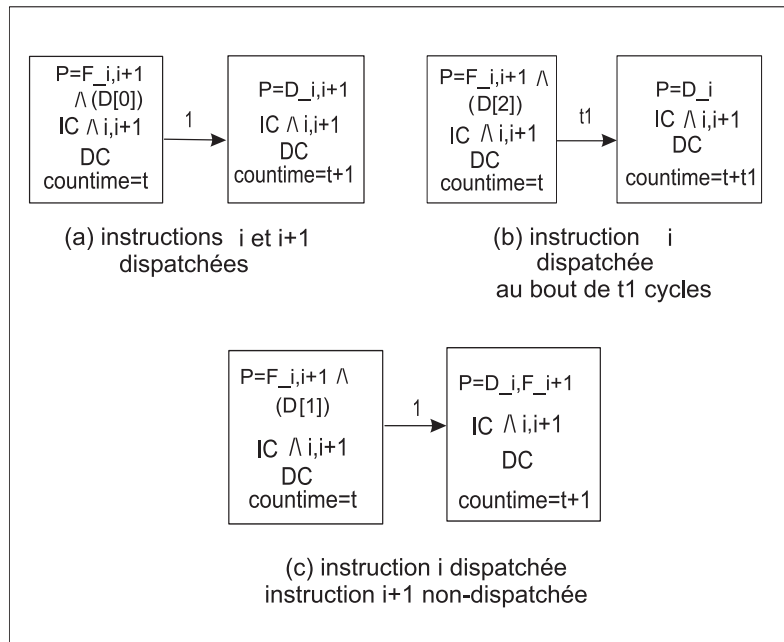 P=F_i,i+1
/\ (D[0])
IC /\ i,i+1
DC
countime=t
1
P=D_i,i+1
IC /\ i,i+1
DC
countime=t+1
(a) instructions i et i+1
dispatchées
P=F_i,i+1 /\
(D[2])
IC /\ i,i+1
DC
countime=t
t1
P=D_i
IC /\ i,i+1
DC
countime=t+t1
(b) instruction i
dispatchée
au bout de t1 cycles
P=F_i,i+1 /\
(D[1])
IC /\ i,i+1
DC
countime=t
1
P=D_i,F_i+1
IC /\ i,i+1
DC
countime=t+1
(c) instruction i dispatchée
instruction i+1 non-dispatchée